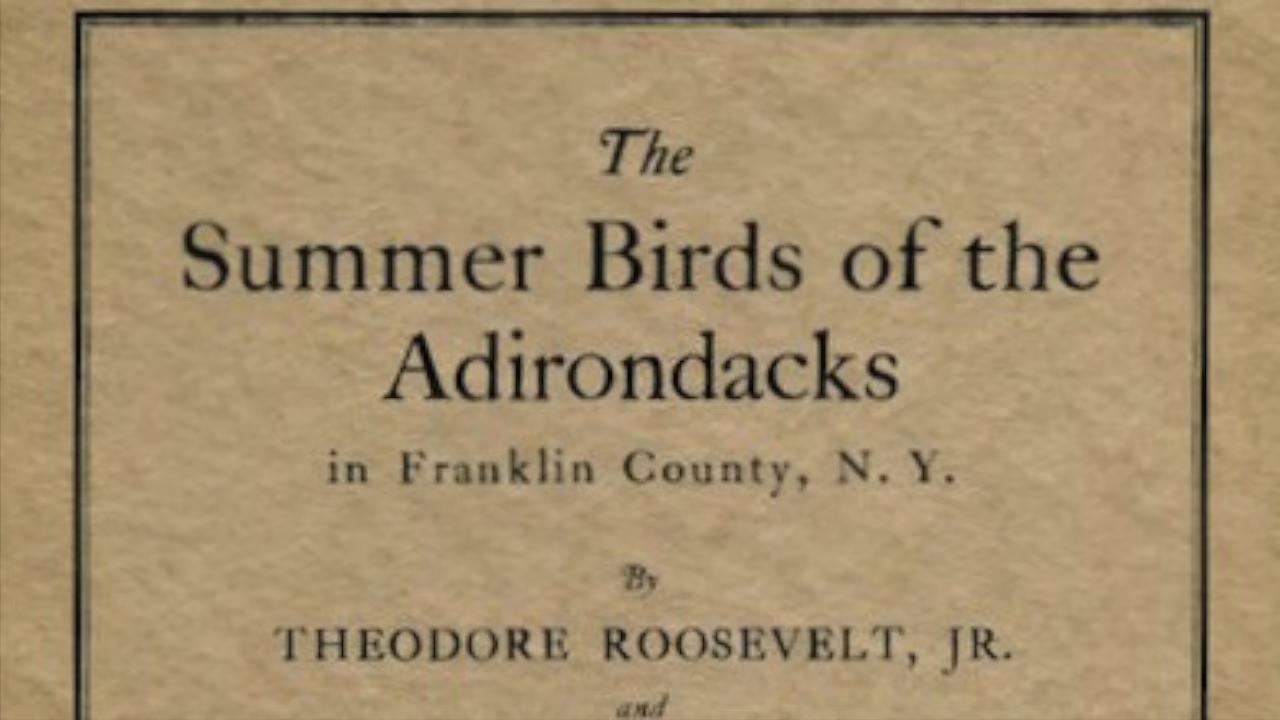 The
Summer Birds of the
Adirondacks
in Franklin County, N. Y.
By
THEODORE ROOSEVELT, JR.
and